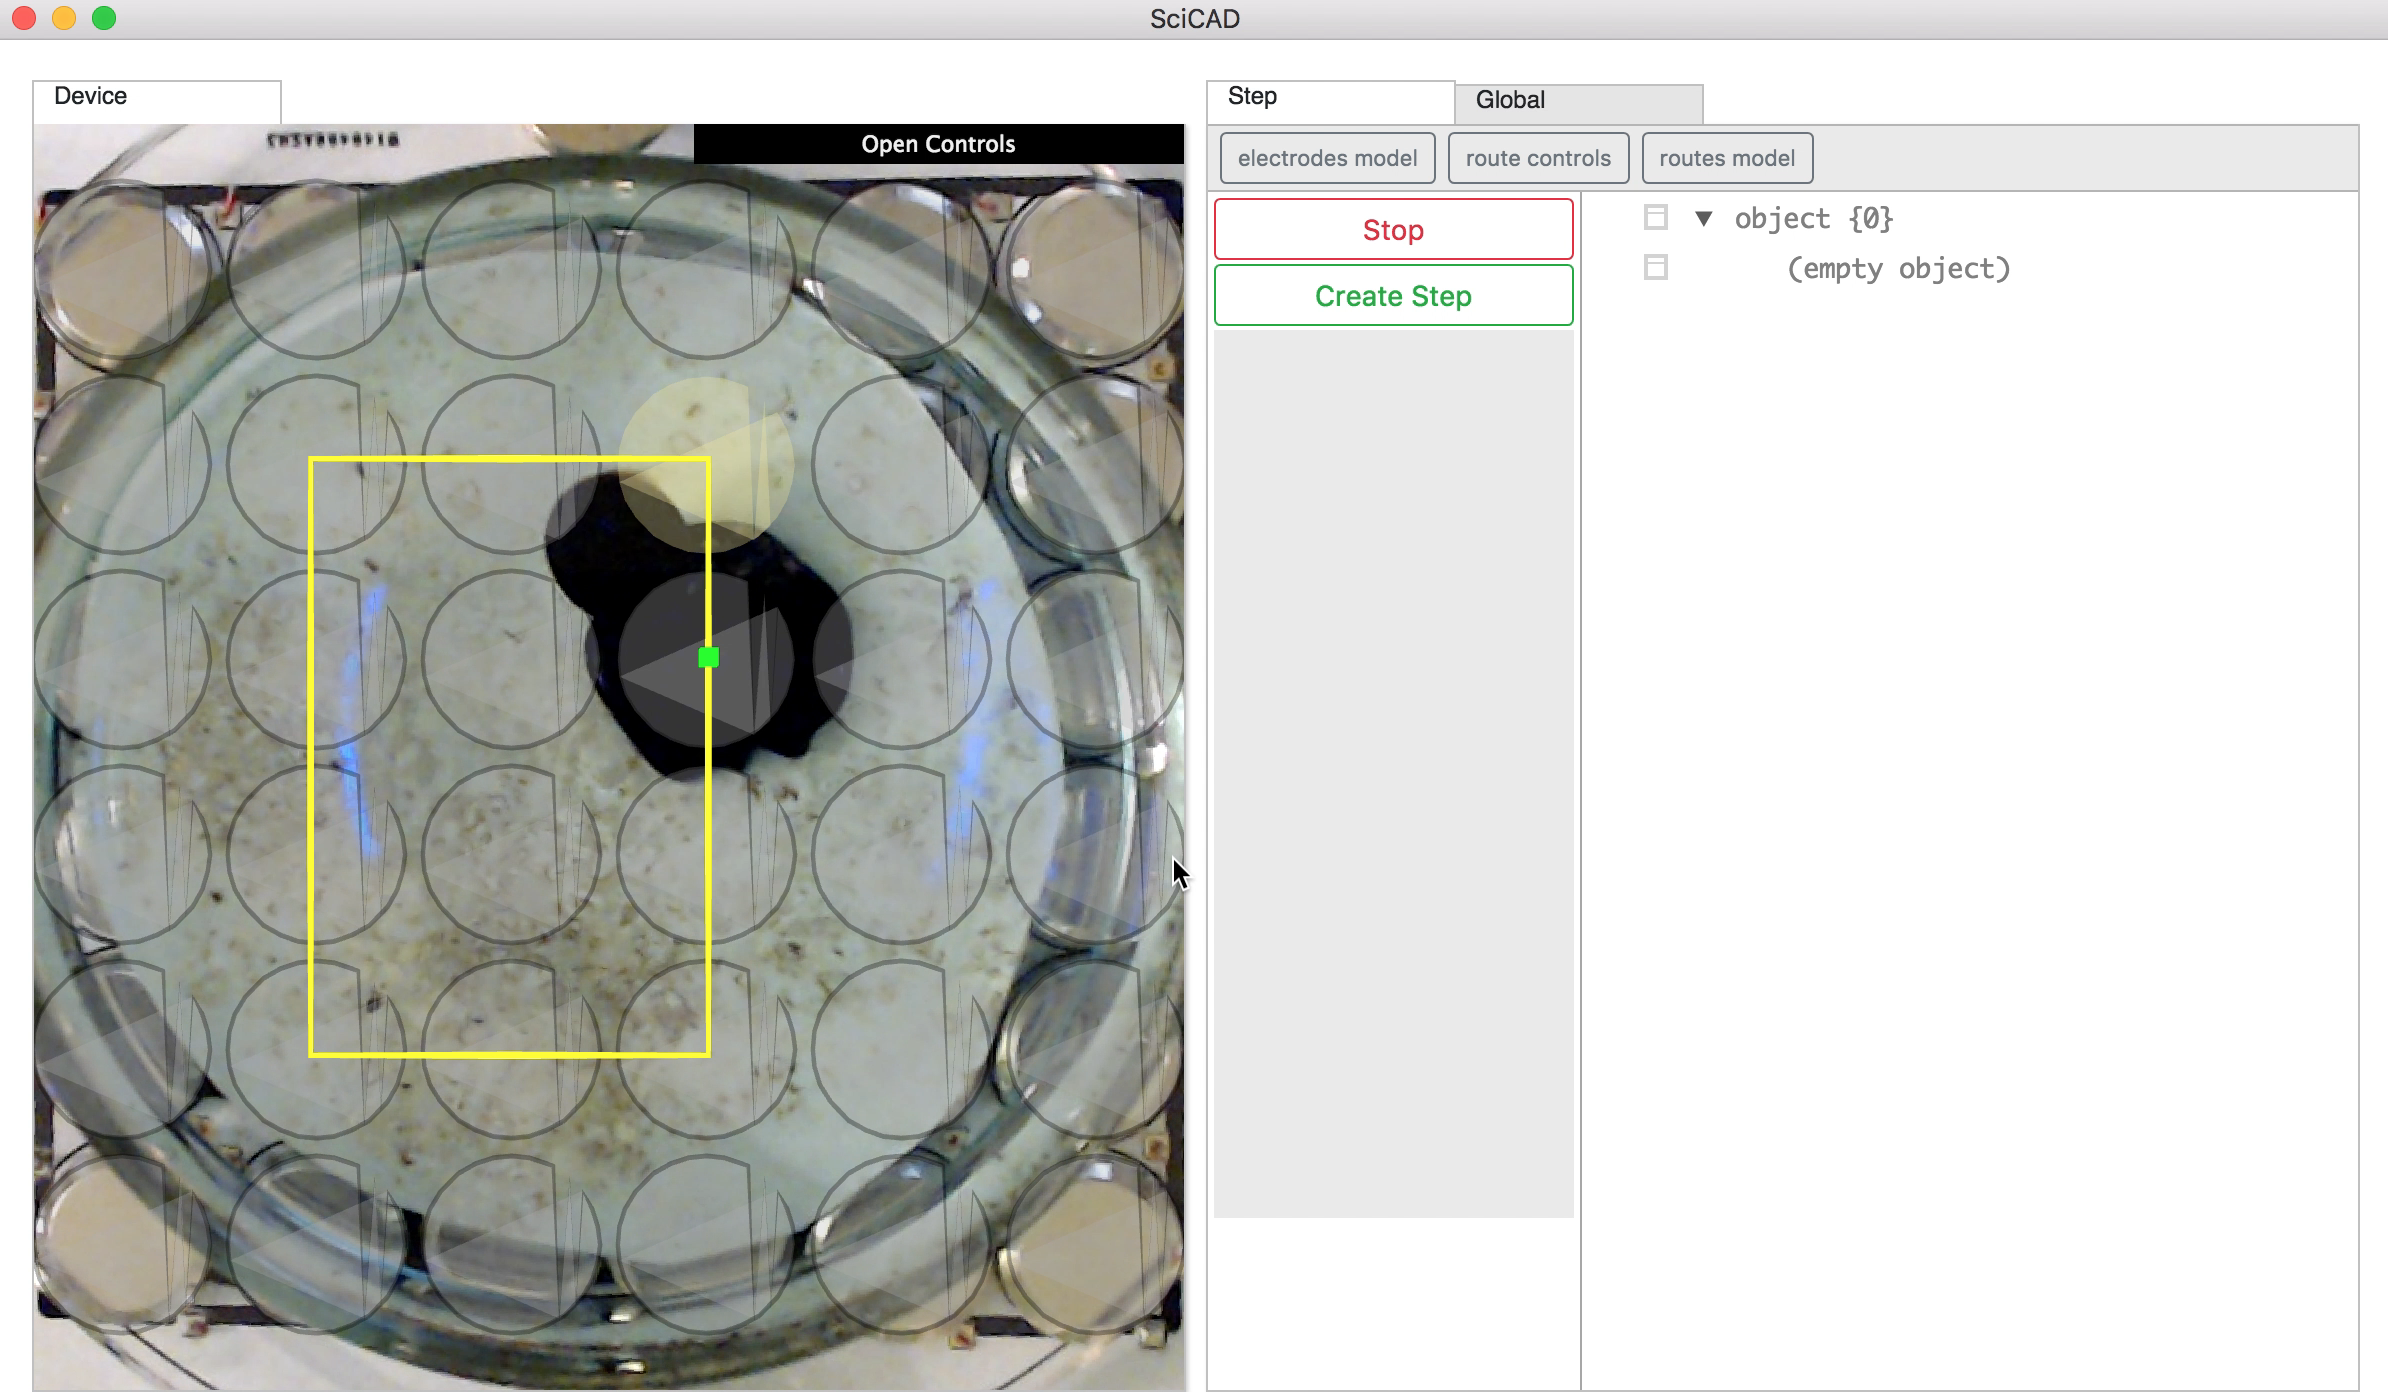 SciCAD
Device
Open Controls
Step
Global
electrodes model
route controls
routes model
Stop
Create Step
▼ object {0}
(empty object)